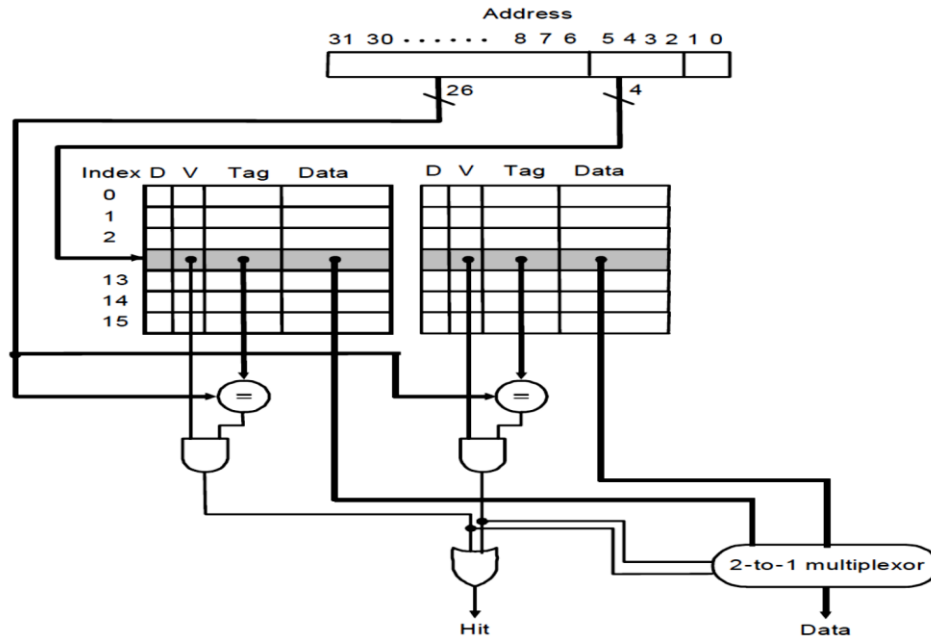 Address
31 30 . . . . . . . 8 7 6 5 4 3 2 1 0
26 4
Index D V Tag Data D V Tag Data
0
1
2
13
14
15
= =
2-to-1 multiplexor
Hit Data